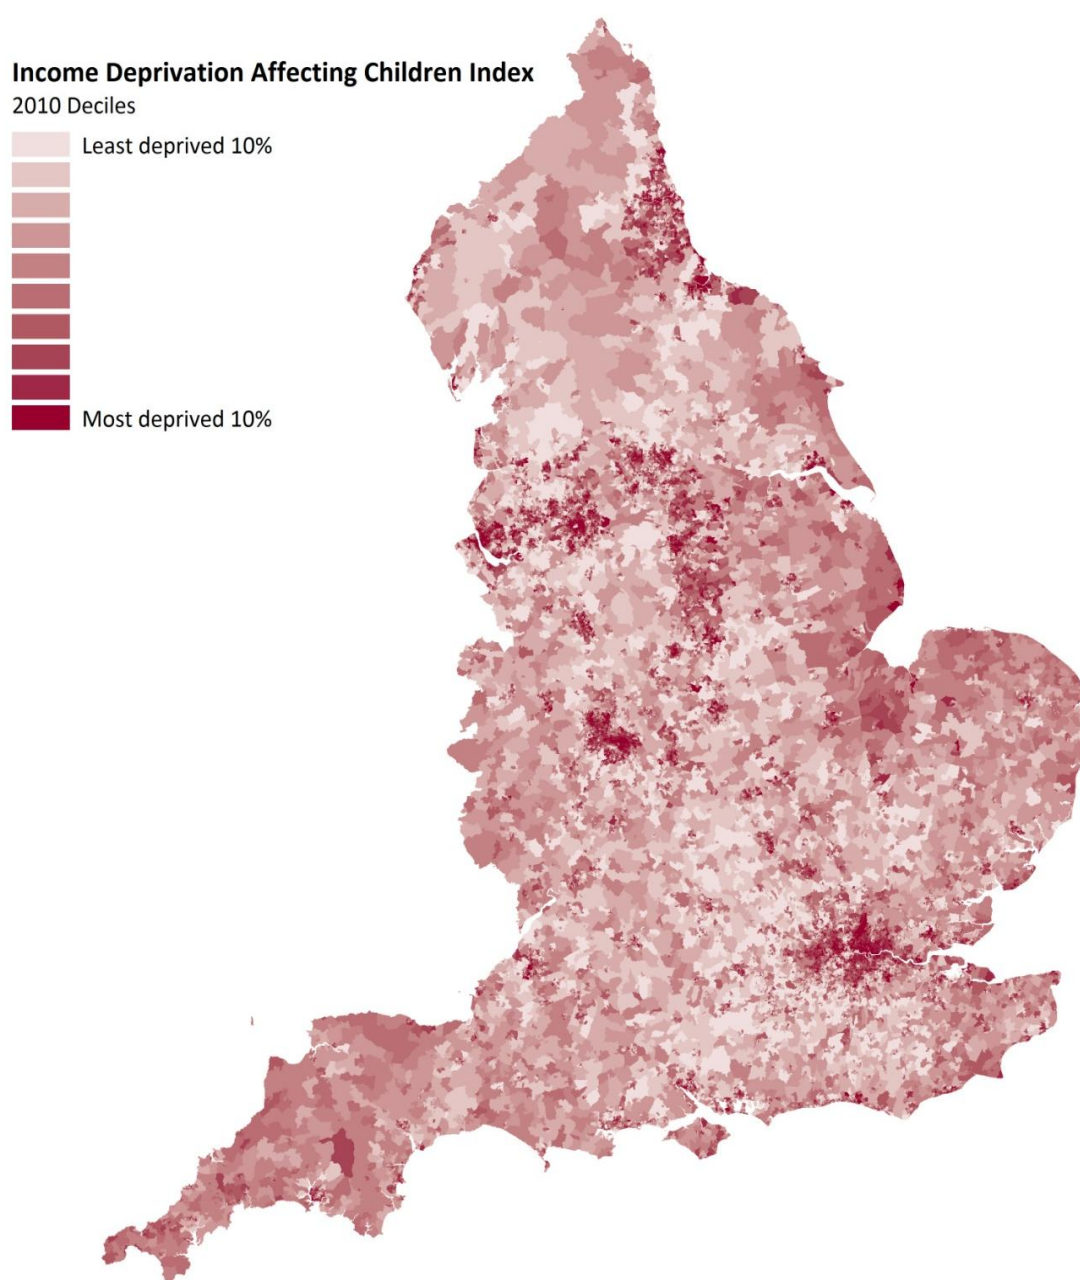 Income Deprivation Affecting Children Index
2010 Deciles
Least deprived 10%
Most deprived 10%